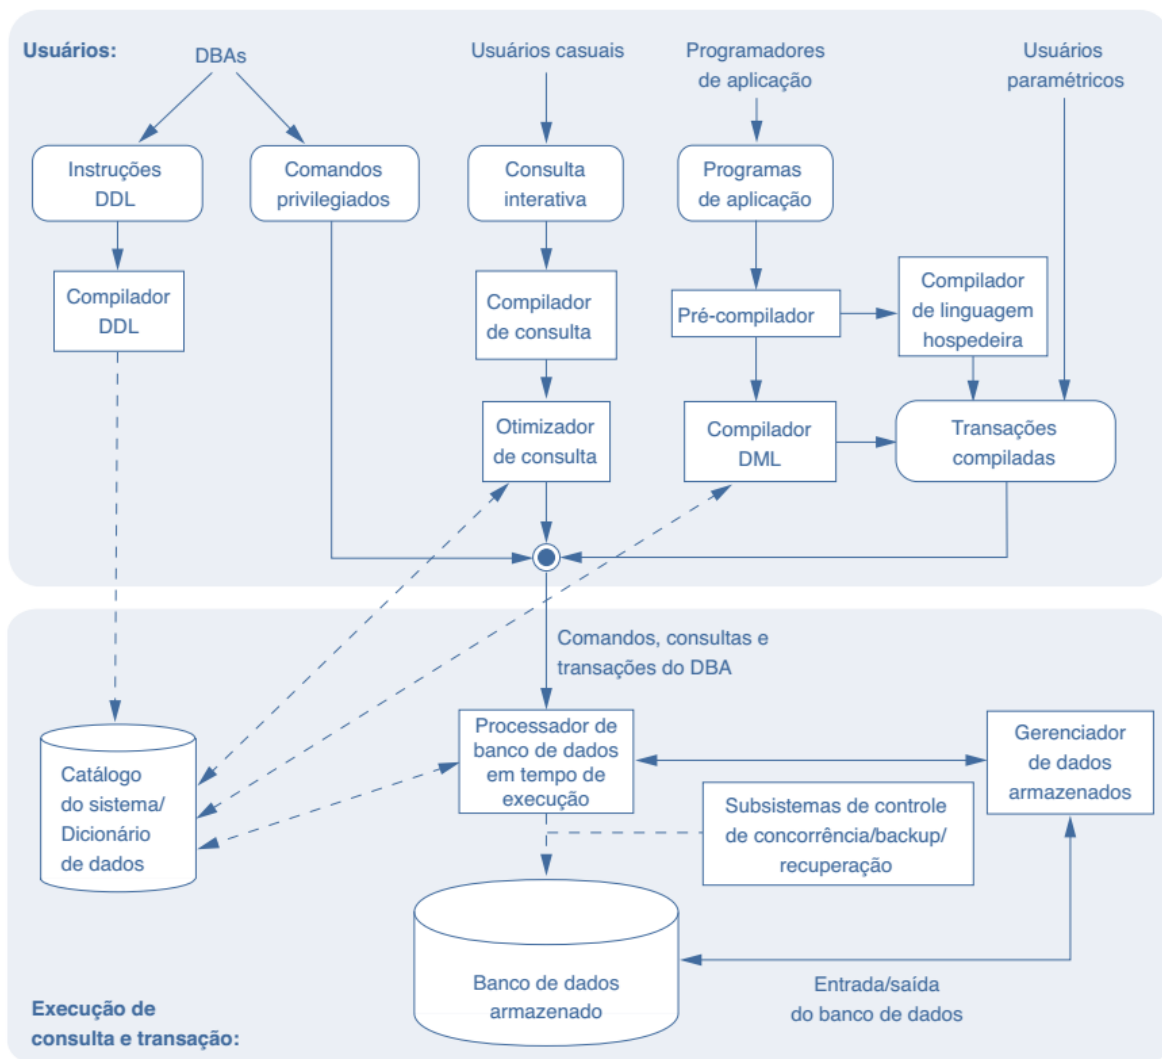 Usuários:
DBAs
Usuários casuais
Programadores
de aplicação
Usuários
paramétricos
Instruções
DDL
Comandos
privilegiados
Consulta
interativa
Programas
de aplicação
Compilador
DDL
Compilador
de consulta
Pré-compilador
Compilador
de linguagem
hospedeira
Otimizador
de consulta
Compilador
DML
Transações
compiladas
Comandos, consultas e
transações do DBA
Catálogo
do sistema/
Dicionário
de dados
Processador de
banco de dados
em tempo de
execução
Gerenciador
de dados
armazenados
Subsistemas de controle
de concorrência/backup/
recuperação
Banco de dados
armazenado
Entrada/saída
do banco de dados
Execução de
consulta e transação: